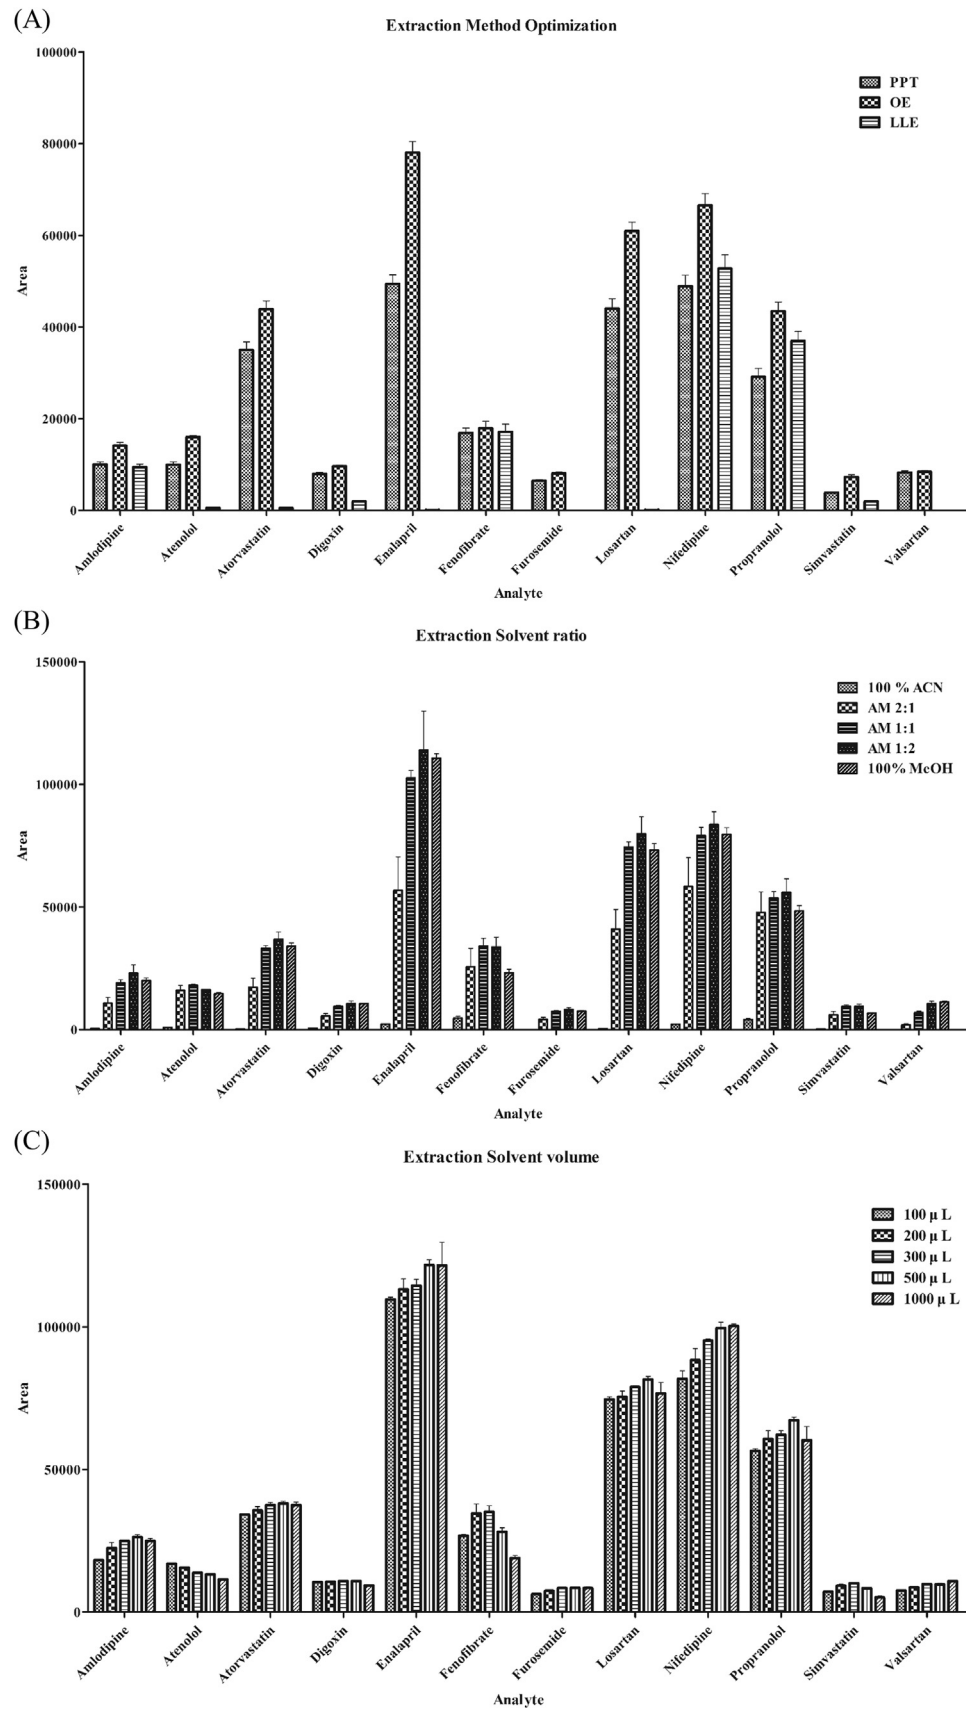 (A)
Extraction Method Optimization
100000
80000
60000
40000
20000
0
Area
PPT
OE
LLE
Amlodipine
Atenolol
Atorvastatin
Digoxin
Enalapril
Fenofibrate
Furosemide
Losartan
Nifedipine
Propranolol
Simvastatin
Valsartan
Analyte
(B)
Extraction Solvent ratio
150000
100000
50000
0
Area
100 % ACN
AM 2:1
AM 1:1
AM 1:2
100% MeOH
Amlodipine
Atenolol
Atorvastatin
Digoxin
Enalapril
Fenofibrate
Furosemide
Losartan
Nifedipine
Propranolol
Simvastatin
Valsartan
Analyte
(C)
Extraction Solvent volume
150000
100000
50000
0
Area
100 µ L
200 µ L
300 µ L
500 µ L
1000 µ L
Amlodipine
Atenolol
Atorvastatin
Digoxin
Enalapril
Fenofibrate
Furosemide
Losartan
Nifedipine
Propranolol
Simvastatin
Valsartan
Analyte